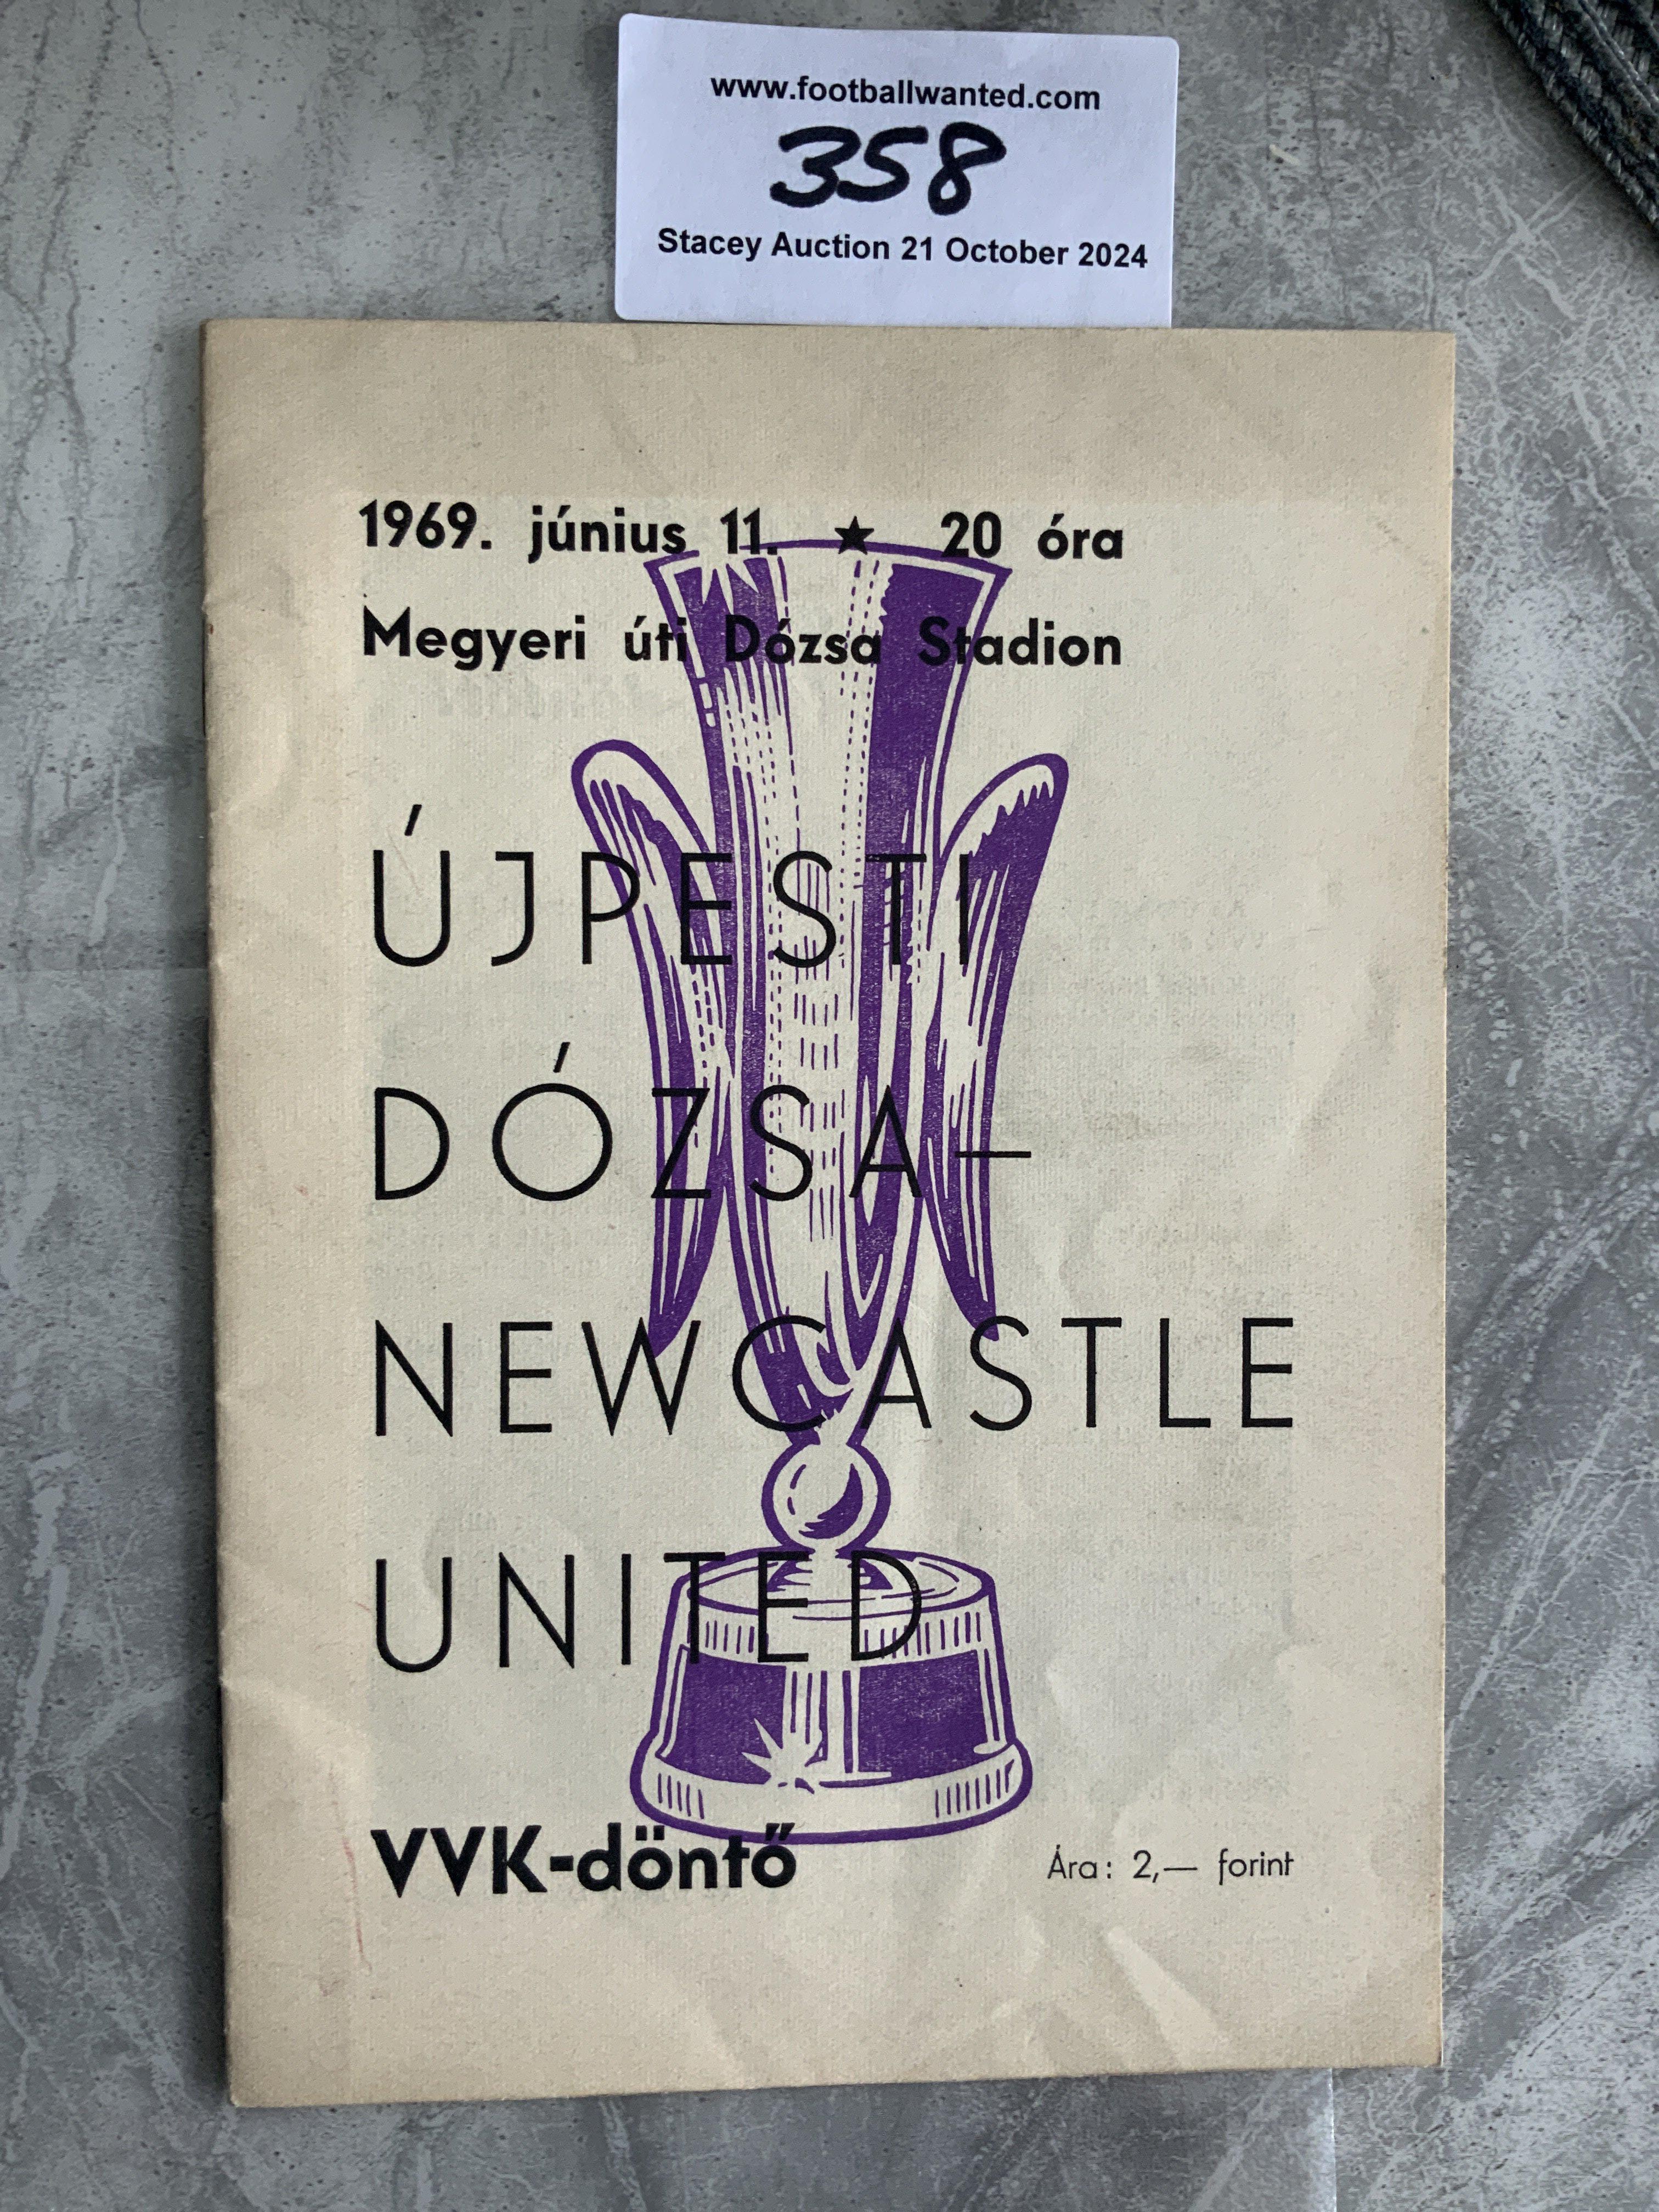 www.footballwanted.com
358
Stacey Auction 21 October 2024
1969. június 11. ★ 20 óra
Megyeri úti Dózsa Stadion
ÚJPESTI
DÓZSA—
NEWCASTLE
UNITED
VVK-döntő
Ára: 2,— forint